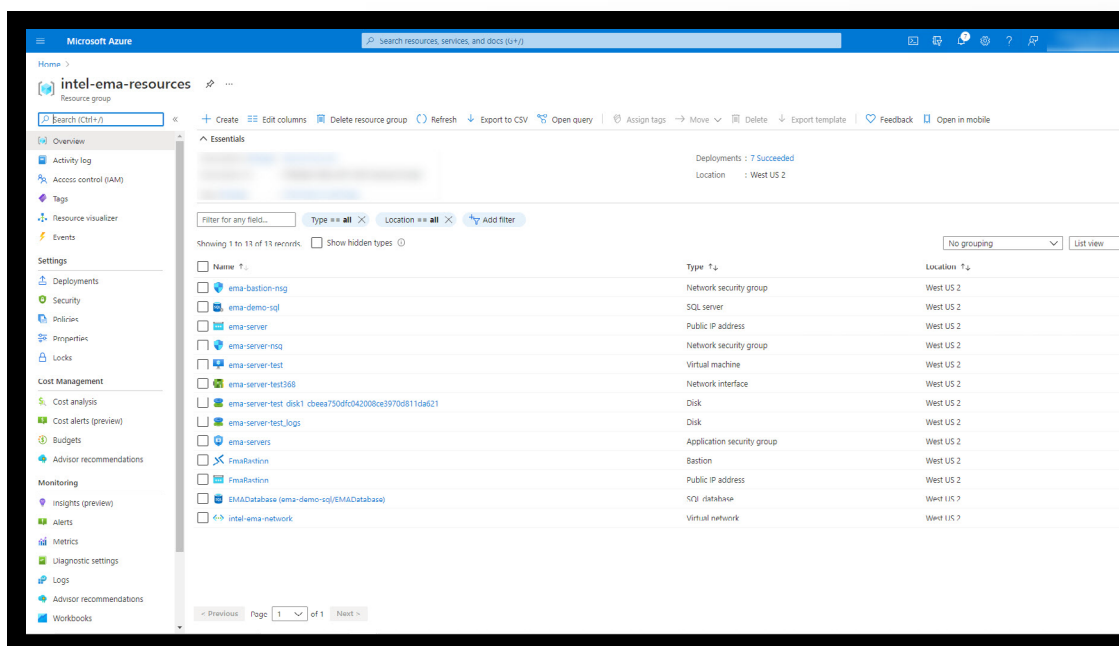 Microsoft Azure
Search resources, services, and docs (G+/)
7
Home >
intel-ema-resources
Resource group
Search (Ctrl+/)
Create Edit columns Delete resource group Refresh Export to CSV Open query Assign tags Move Delete Export template Feedback Open in mobile
Overview
Activity log
Access control (IAM)
Tags
Resource visualizer
Events
Settings
Deployments
Security
Policies
Properties
Locks
Cost Management
Cost analysis
Cost alerts (preview)
Budgets
Advisor recommendations
Monitoring
Insights (preview)
Alerts
Metrics
Diagnostic settings
Logs
Advisor recommendations
Workbooks
Essentials
Deployments : 7 Succeeded
Location : West US 2
Filter for any field... Type == all Location == all Add filter
Showing 1 to 13 of 13 records. Show hidden types No grouping List view
Name Type Location
ema-bastion-nsg Network security group West US 2
ema-demo-sql SQL server West US 2
ema-server Public IP address West US 2
ema-server-nsg Network security group West US 2
ema-server-test Virtual machine West US 2
ema-server-test368 Network interface West US 2
ema-server-test_disk1_cbeea750dfc042008ce3970d811da621 Disk West US 2
ema-server-test_logs Disk West US 2
ema-servers Application security group West US 2
EmaBastion Bastion West US 2
EmaBastion Public IP address West US 2
EMADatabase (ema-demo-sql/EMADatabase) SQL database West US 2
intel-ema-network Virtual network West US 2
< Previous Page 1 of 1 Next >